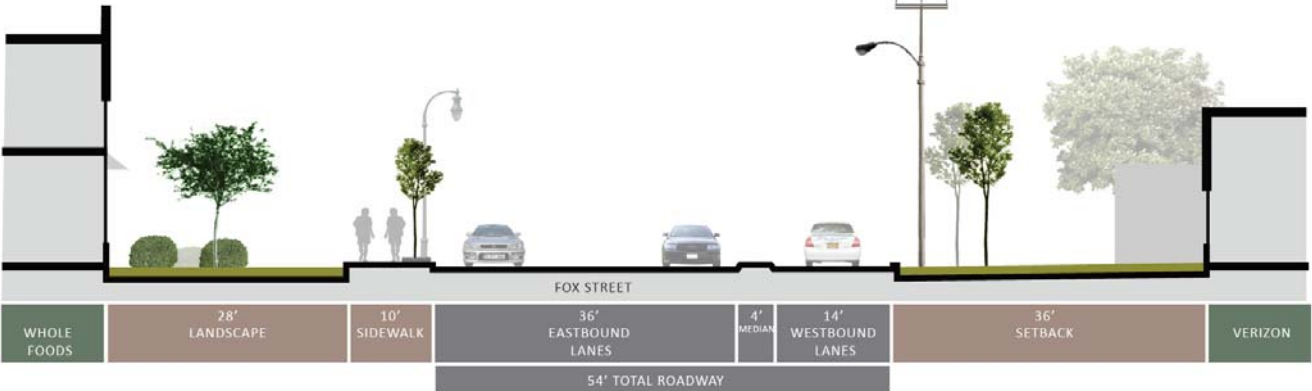 FOX STREET
WHOLE
FOODS
28'
LANDSCAPE
10'
SIDEWALK
36'
EASTBOUND
LANES
4'
MEDIAN
14'
WESTBOUND
LANES
36'
SETBACK
VERIZON
54' TOTAL ROADWAY